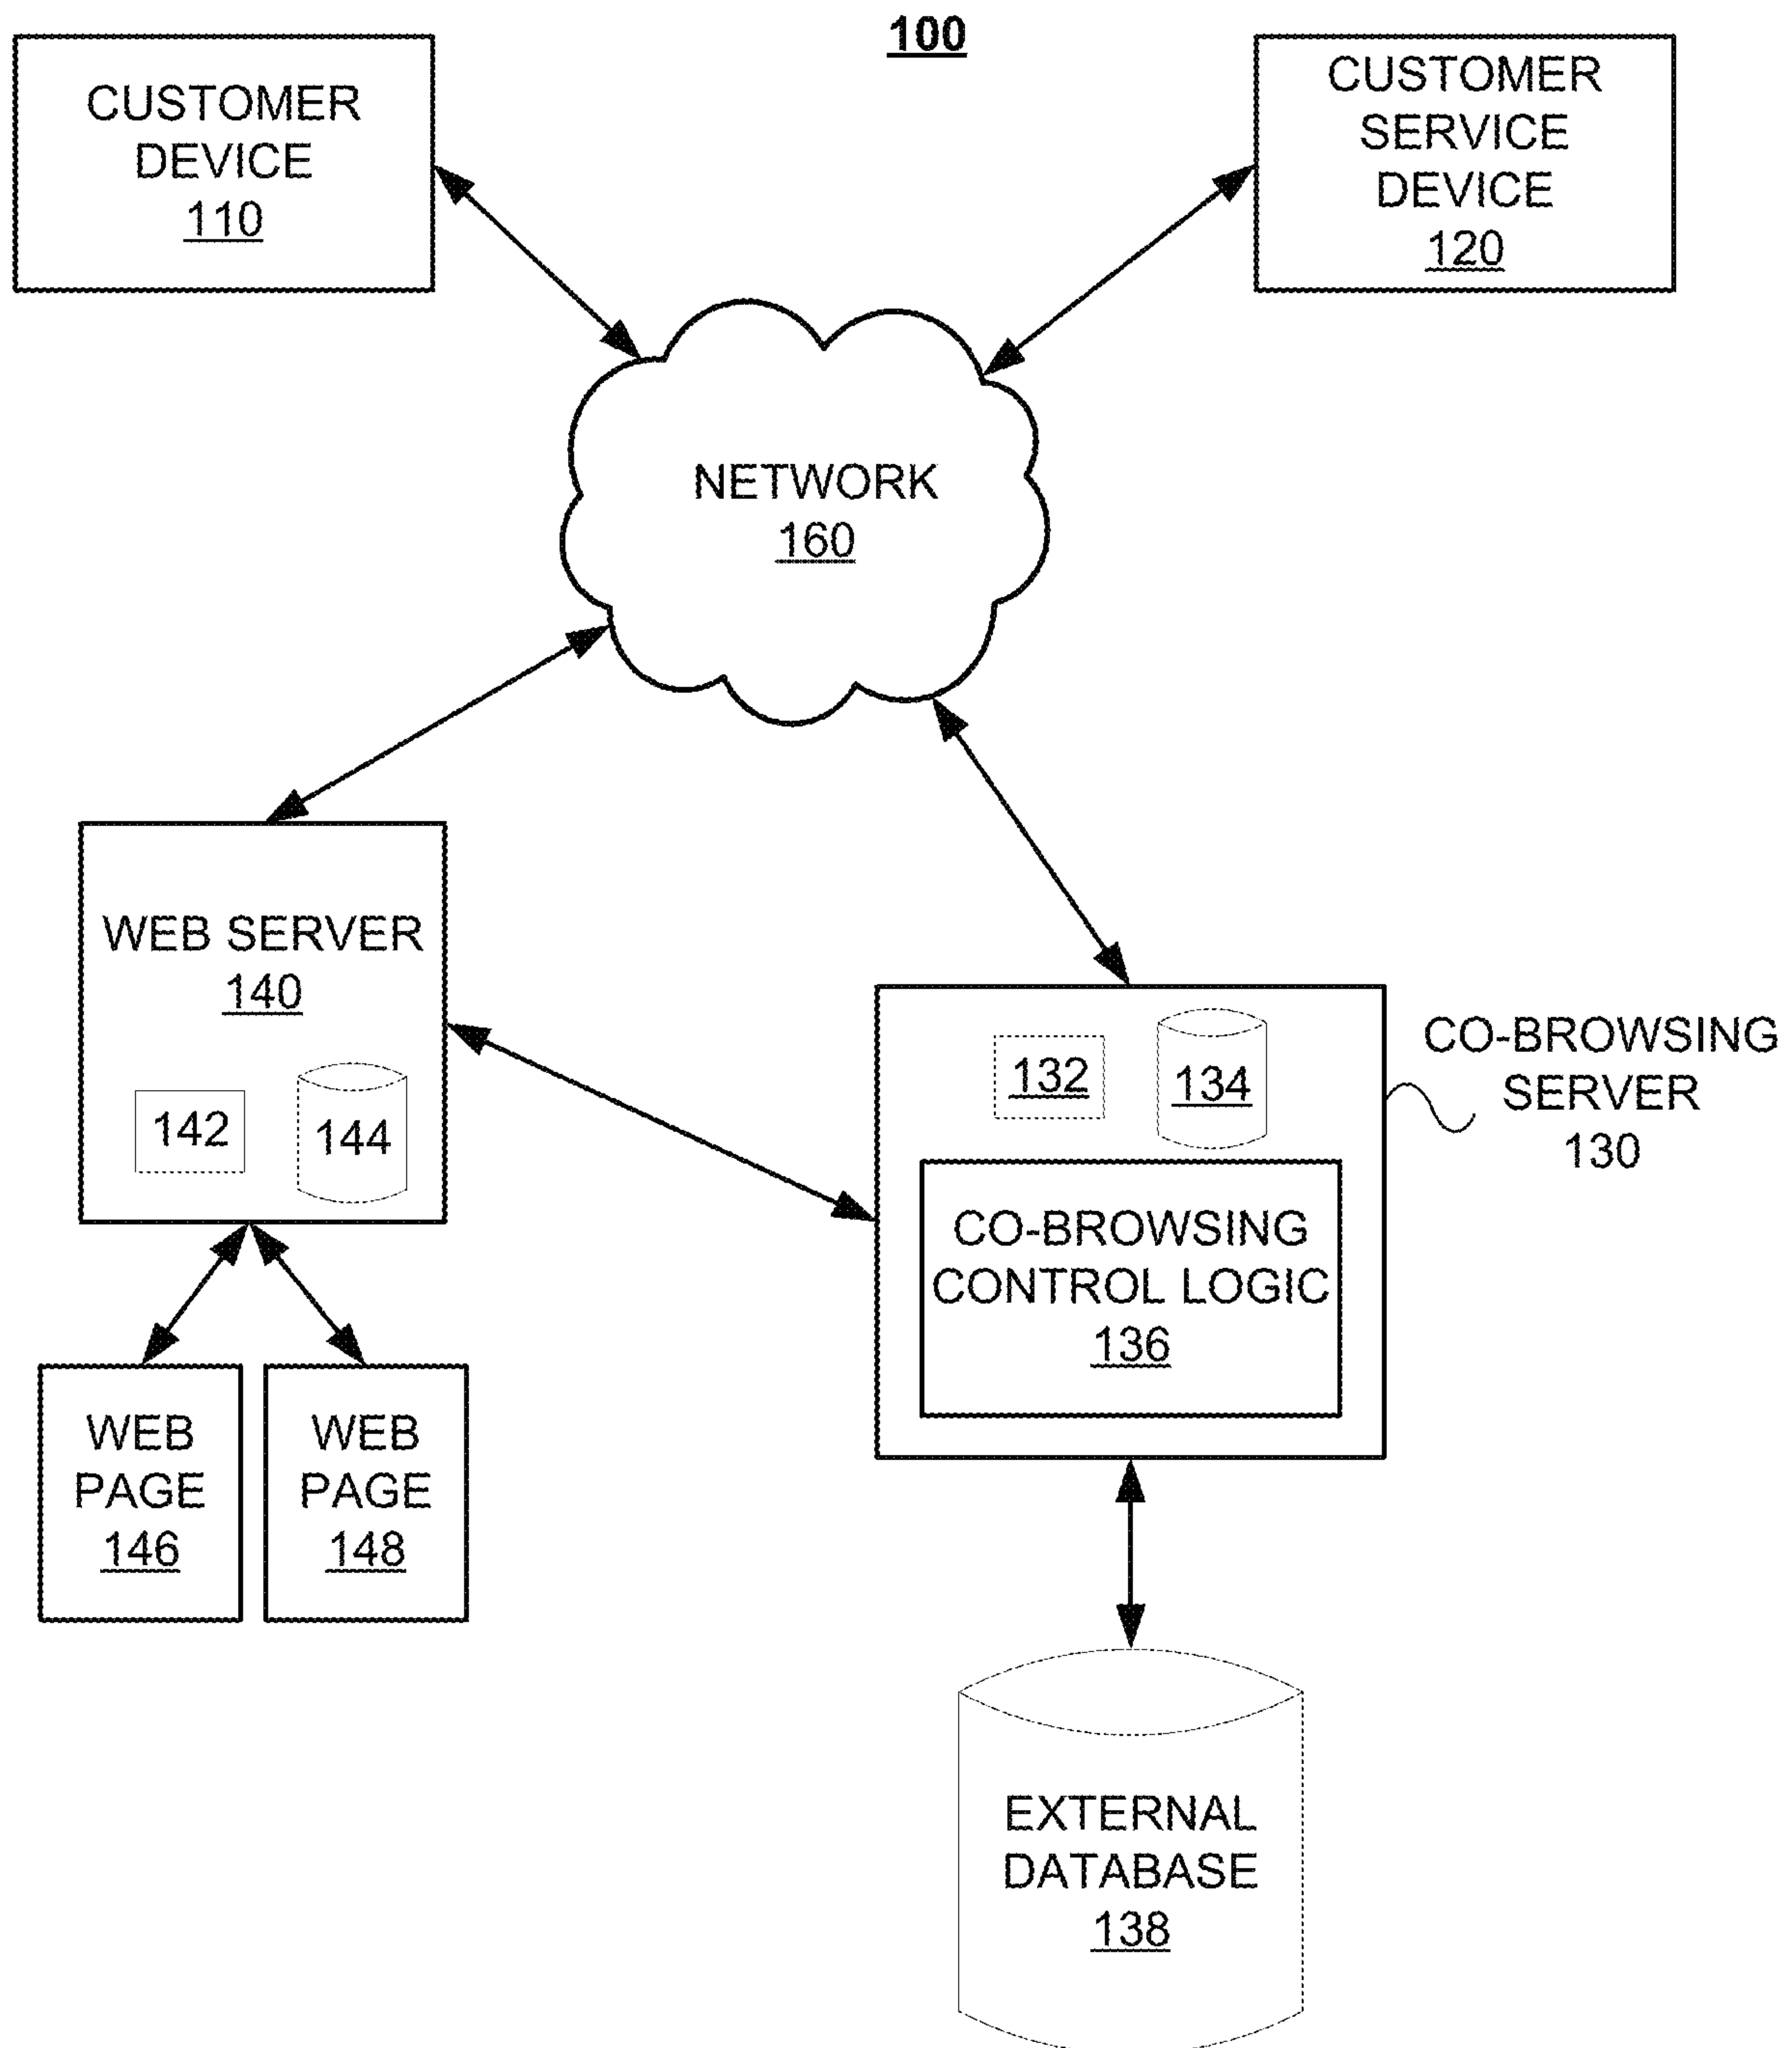 100
CUSTOMER
DEVICE
110
CUSTOMER
SERVICE
DEVICE
120
NETWORK
160
WEB SERVER
140
142
144
132
134
CO-BROWSING
SERVER
130
CO-BROWSING
CONTROL LOGIC
136
WEB
PAGE
146
WEB
PAGE
148
EXTERNAL
DATABASE
138